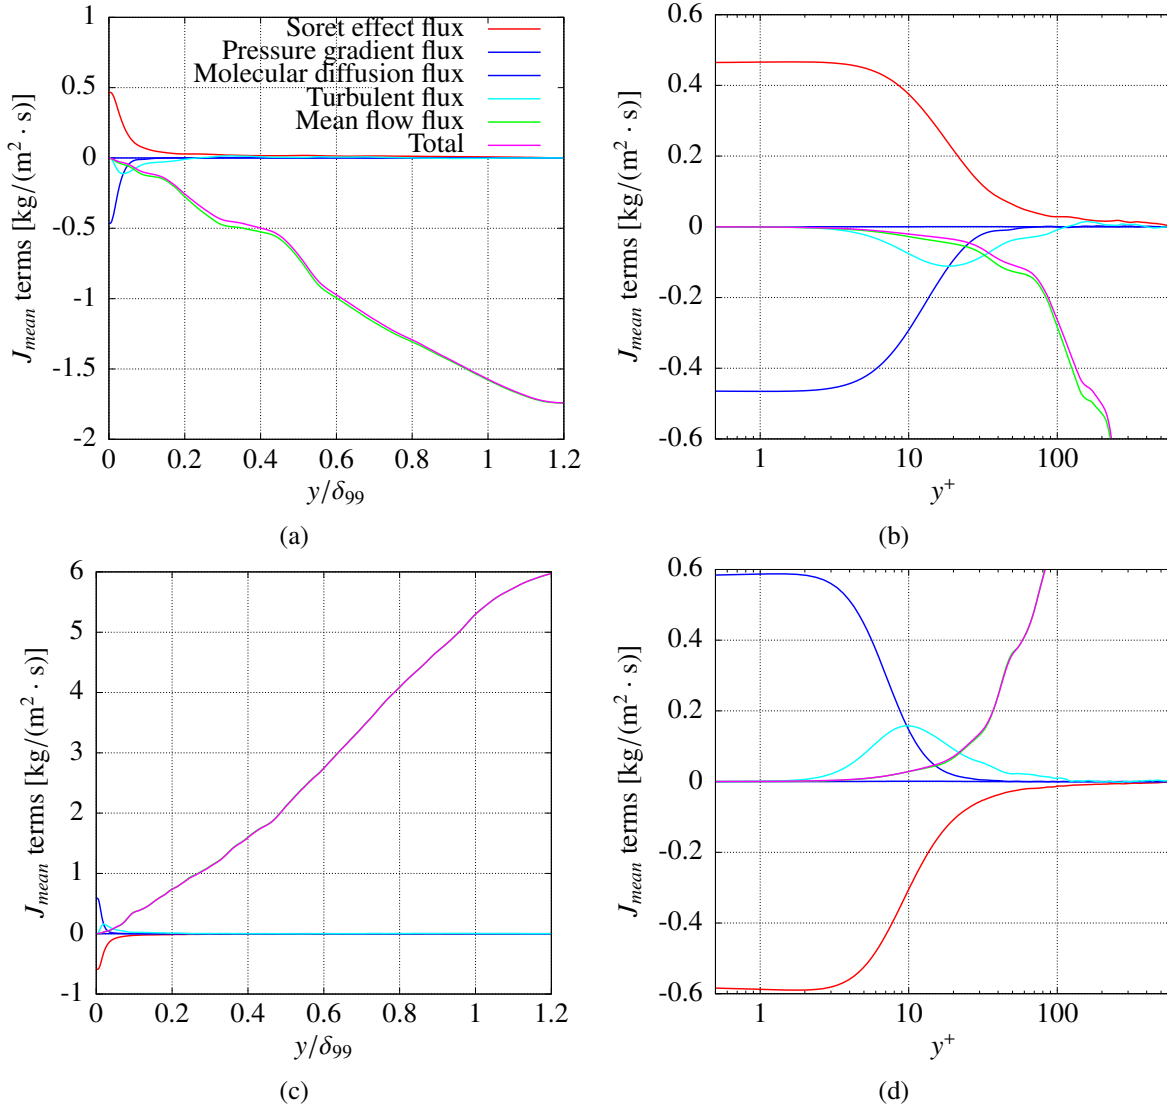 1
0.5
0
-0.5
-1
-1.5
-2
0 0.2 0.4 0.6 0.8 1 1.2
J_mean terms [kg/(m² · s)]
y/δ₉₉
Soret effect flux
Pressure gradient flux
Molecular diffusion flux
Turbulent flux
Mean flow flux
Total
(a)
0.6
0.4
0.2
0
-0.2
-0.4
-0.6
1 10 100
J_mean terms [kg/(m² · s)]
y⁺
(b)
6
5
4
3
2
1
0
-1
0 0.2 0.4 0.6 0.8 1 1.2
J_mean terms [kg/(m² · s)]
y/δ₉₉
(c)
0.6
0.4
0.2
0
-0.2
-0.4
-0.6
1 10 100
J_mean terms [kg/(m² · s)]
y⁺
(d)